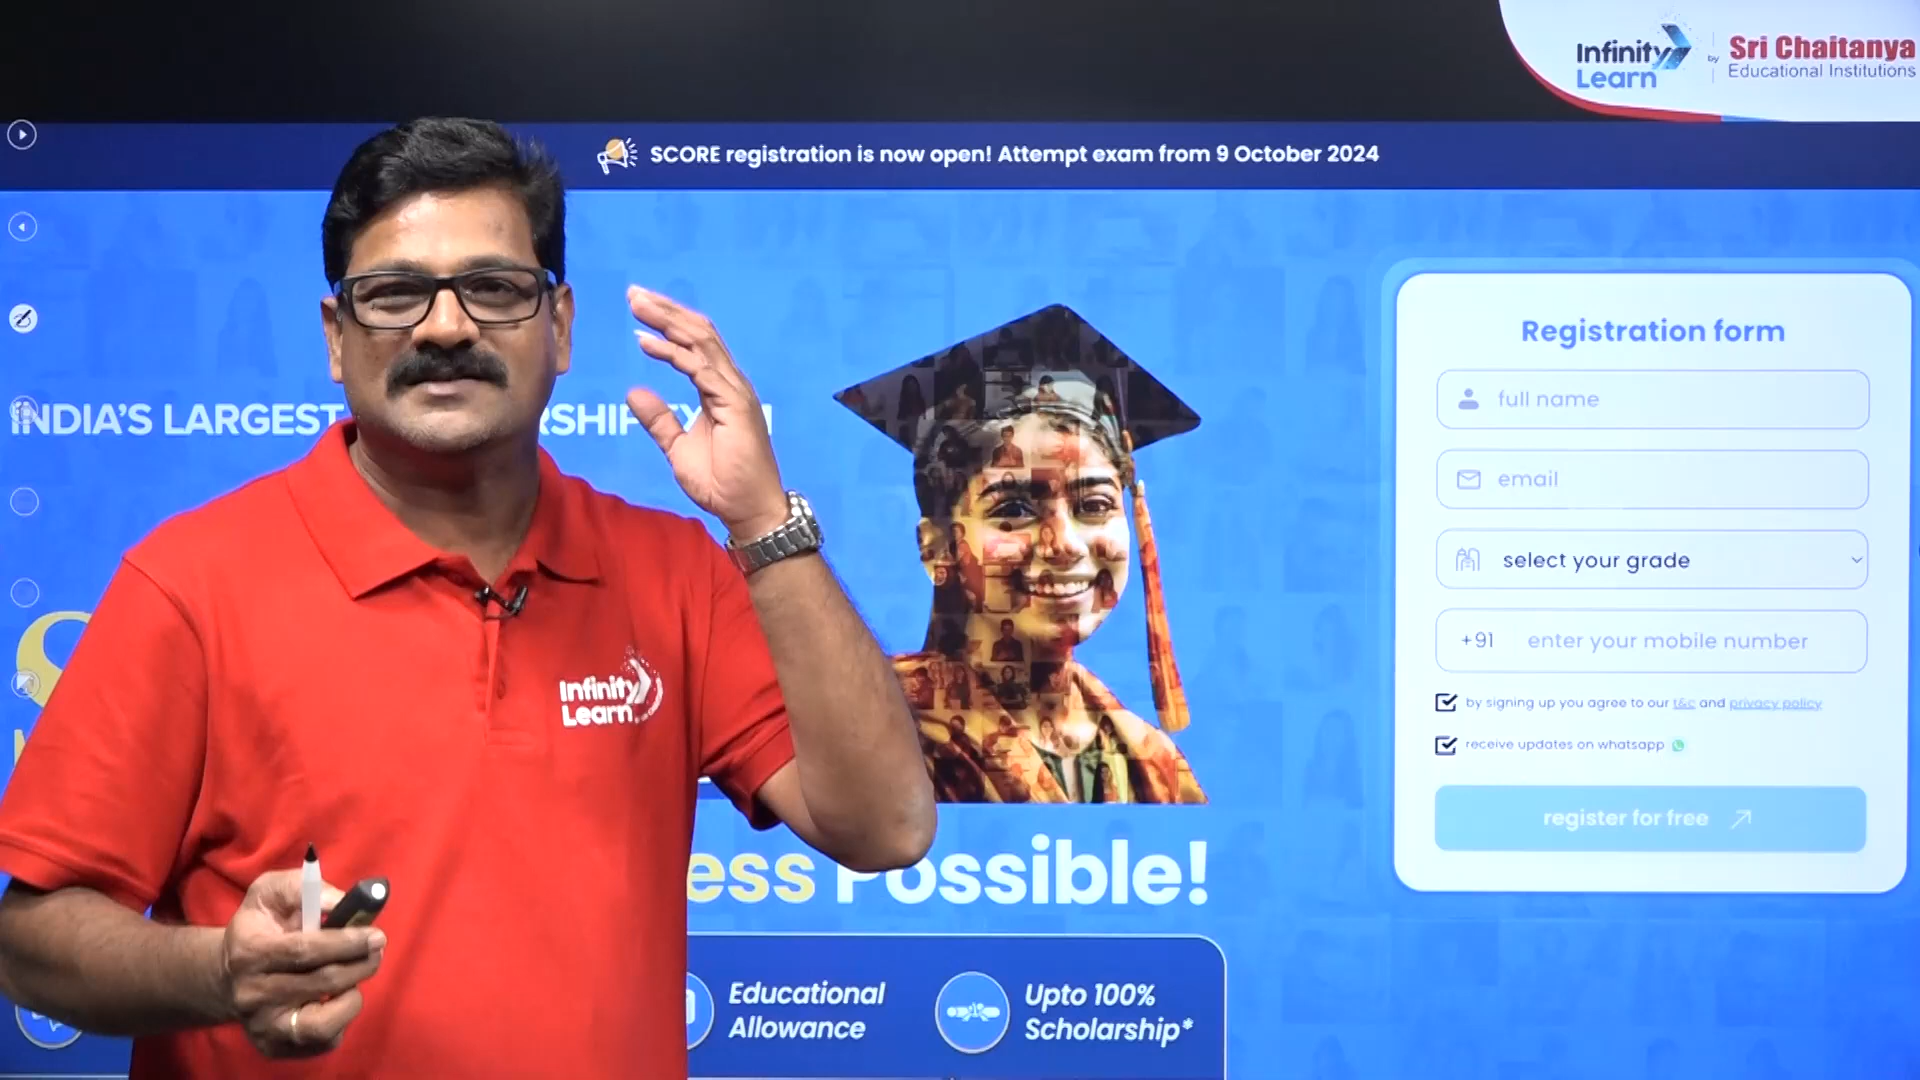 Infinity
Learn
by
Sri Chaitanya
Educational Institutions
SCORE registration is now open! Attempt exam from 9 October 2024
INDIA'S LARGEST
Registration form
full name
email
select your grade
+91 enter your mobile number
by signing up you agree to our t&c and privacy policy
receive updates on whatsapp
register for free
Infinity
Learn
Possible!
Educational
Allowance
Upto 100%
Scholarship*